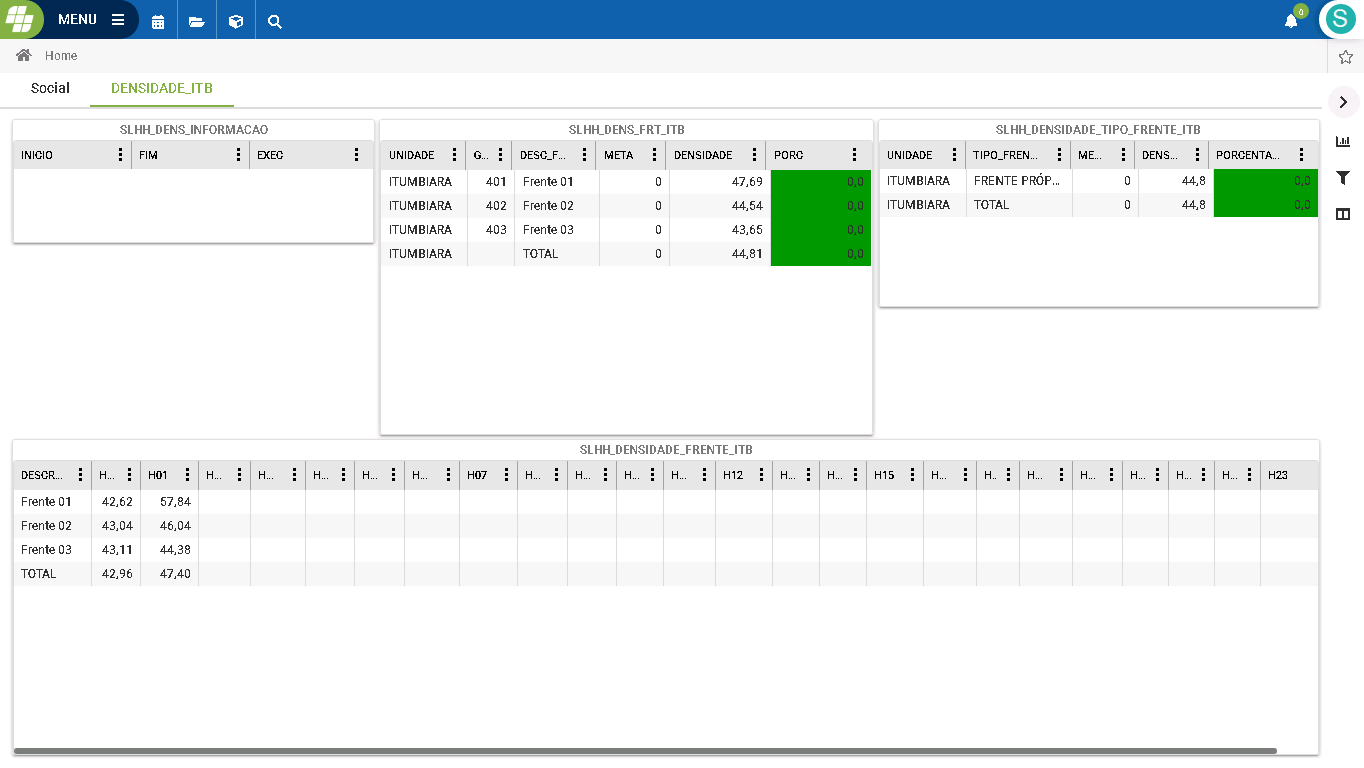 MENU
0
S
Home
Social DENSIDADE_ITB
SLHH_DENS_INFORMACAO
INICIO FIM EXEC
SLHH_DENS_FRT_ITB
UNIDADE G... DESC_F... META DENSIDADE PORC
ITUMBIARA 401 Frente 01 0 47,69 0,0
ITUMBIARA 402 Frente 02 0 44,54 0,0
ITUMBIARA 403 Frente 03 0 43,65 0,0
ITUMBIARA TOTAL 0 44,81 0,0
SLHH_DENSIDADE_TIPO_FRENTE_ITB
UNIDADE TIPO_FREN... ME... DENS... PORCENTA...
ITUMBIARA FRENTE PRÓP... 0 44,8 0,0
ITUMBIARA TOTAL 0 44,8 0,0
SLHH_DENSIDADE_FRENTE_ITB
DESCR... H... H01 H... H... H... H... H... H07 H... H... H... H... H12 H... H... H15 H... H... H... H... H... H... H... H23
Frente 01 42,62 57,84
Frente 02 43,04 46,04
Frente 03 43,11 44,38
TOTAL 42,96 47,40